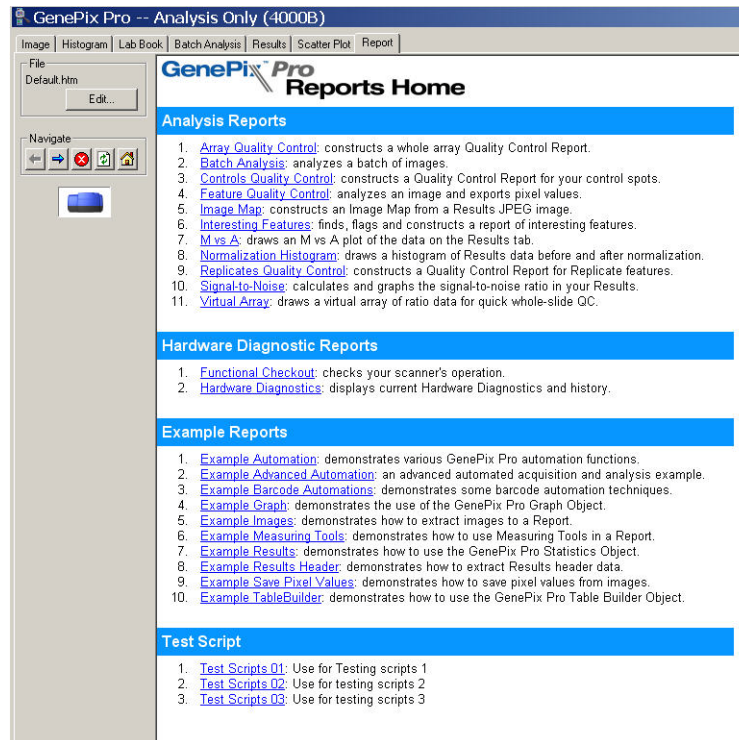 GenePix Pro -- Analysis Only (4000B)
Image Histogram Lab Book Batch Analysis Results Scatter Plot Report
File
Default.htm
Edit...
Navigate
GenePix Pro
Reports Home
Analysis Reports
1. Array Quality Control: constructs a whole array Quality Control Report.
2. Batch Analysis: analyzes a batch of images.
3. Controls Quality Control: constructs a Quality Control Report for your control spots.
4. Feature Quality Control: analyzes an image and exports pixel values.
5. Image Map: constructs an Image Map from a Results JPEG image.
6. Interesting Features: finds, flags and constructs a report of interesting features.
7. M vs A: draws an M vs A plot of the data on the Results tab.
8. Normalization Histogram: draws a histogram of Results data before and after normalization.
9. Replicates Quality Control: constructs a Quality Control Report for Replicate features.
10. Signal-to-Noise: calculates and graphs the signal-to-noise ratio in your Results.
11. Virtual Array: draws a virtual array of ratio data for quick whole-slide QC.
Hardware Diagnostic Reports
1. Functional Checkout: checks your scanner's operation.
2. Hardware Diagnostics: displays current Hardware Diagnostics and history.
Example Reports
1. Example Automation: demonstrates various GenePix Pro automation functions.
2. Example Advanced Automation: an advanced automated acquisition and analysis example.
3. Example Barcode Automations: demonstrates some barcode automation techniques.
4. Example Graph: demonstrates the use of the GenePix Pro Graph Object.
5. Example Images: demonstrates how to extract images to a Report.
6. Example Measuring Tools: demonstrates how to use Measuring Tools in a Report.
7. Example Results: demonstrates how to use the GenePix Pro Statistics Object.
8. Example Results Header: demonstrates how to extract Results header data.
9. Example Save Pixel Values: demonstrates how to save pixel values from images.
10. Example TableBuilder: demonstrates how to use the GenePix Pro Table Builder Object.
Test Script
1. Test Scripts 01: Use for Testing scripts 1
2. Test Scripts 02: Use for testing scripts 2
3. Test Scripts 03: Use for testing scripts 3